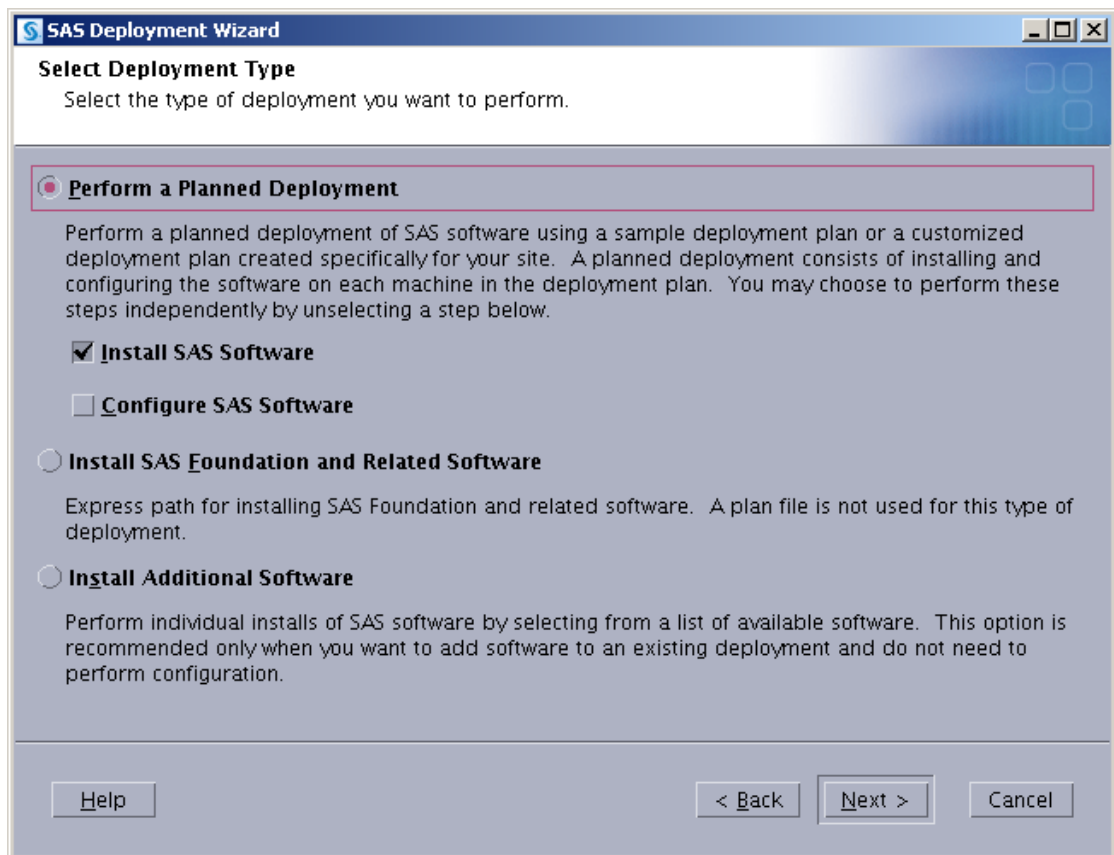 SAS Deployment Wizard
Select Deployment Type
Select the type of deployment you want to perform.
Perform a Planned Deployment
Perform a planned deployment of SAS software using a sample deployment plan or a customized
deployment plan created specifically for your site.  A planned deployment consists of installing and
configuring the software on each machine in the deployment plan.  You may choose to perform these
steps independently by unselecting a step below.
Install SAS Software
Configure SAS Software
Install SAS Foundation and Related Software
Express path for installing SAS Foundation and related software.  A plan file is not used for this type of
deployment.
Install Additional Software
Perform individual installs of SAS software by selecting from a list of available software.  This option is
recommended only when you want to add software to an existing deployment and do not need to
perform configuration.
Help
< Back
Next >
Cancel